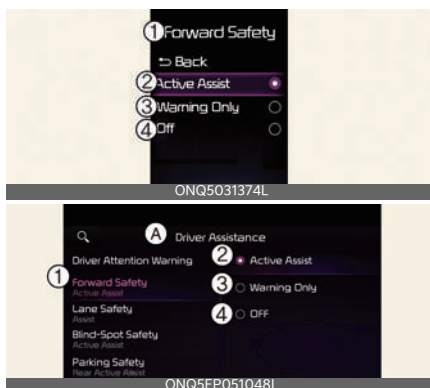 ① Forward Safety
Back
② Active Assist
③ Warning Only
④ Off
ONQ5031374L
Ⓐ Driver Assistance
Driver Attention Warning
② Active Assist
① Forward Safety
Active Assist
③ Warning Only
Lane Safety
Assist
④ OFF
Blind-Spot Safety
Active Assist
Parking Safety
Rear Active Assist
ONQ5EP051048L